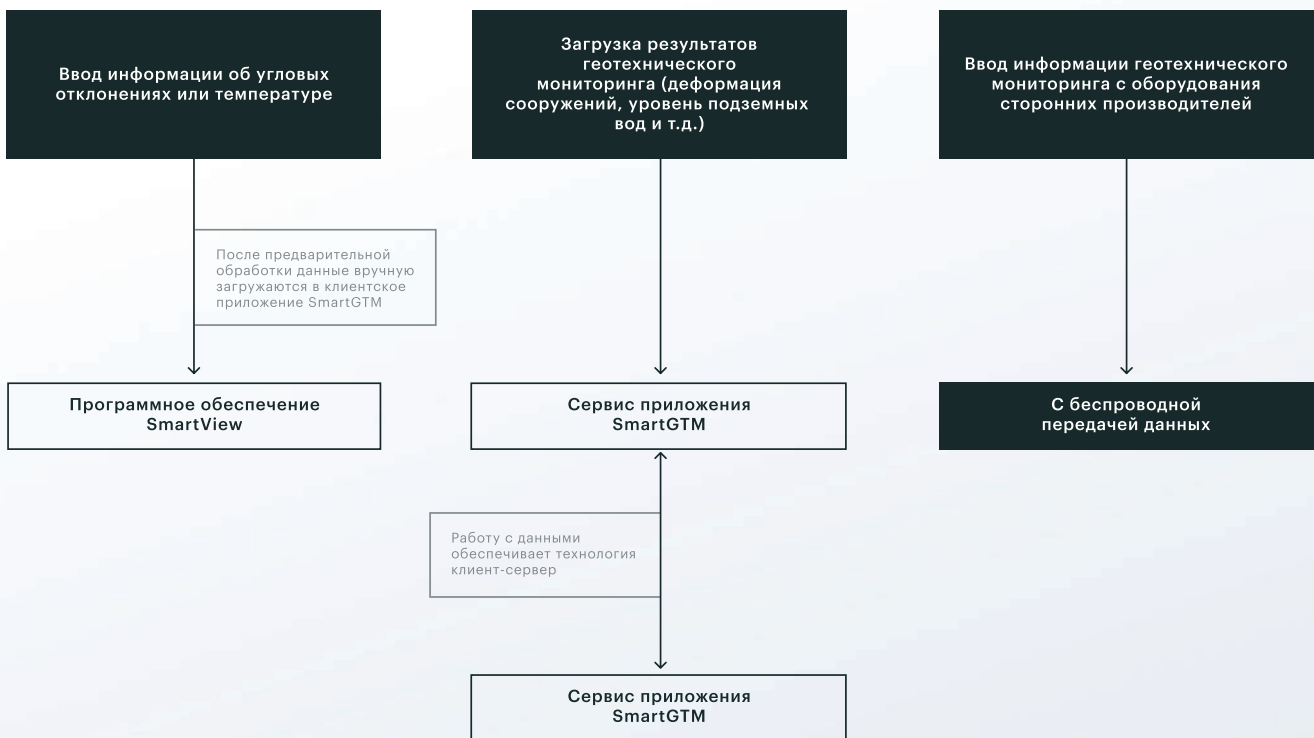 Ввод информации об угловых
отклонениях или температуре
Загрузка результатов
геотехнического
мониторинга (деформация
сооружений, уровень подземных
вод и т.д.)
Ввод информации геотехнического
мониторинга с оборудования
сторонних производителей
После предварительной
обработки данные вручную
загружаются в клиентское
приложение SmartGTM
Программное обеспечение
SmartView
Сервис приложения
SmartGTM
С беспроводной
передачей данных
Работу с данными
обеспечивает технология
клиент-сервер
Сервис приложения
SmartGTM